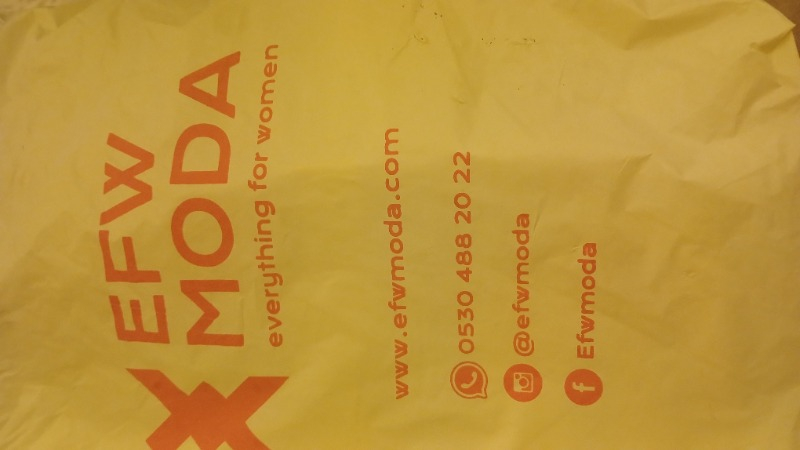 EFW
MODA
everything for women
www.efwmoda.com
0530 488 20 22
@efwmoda
Efwmoda